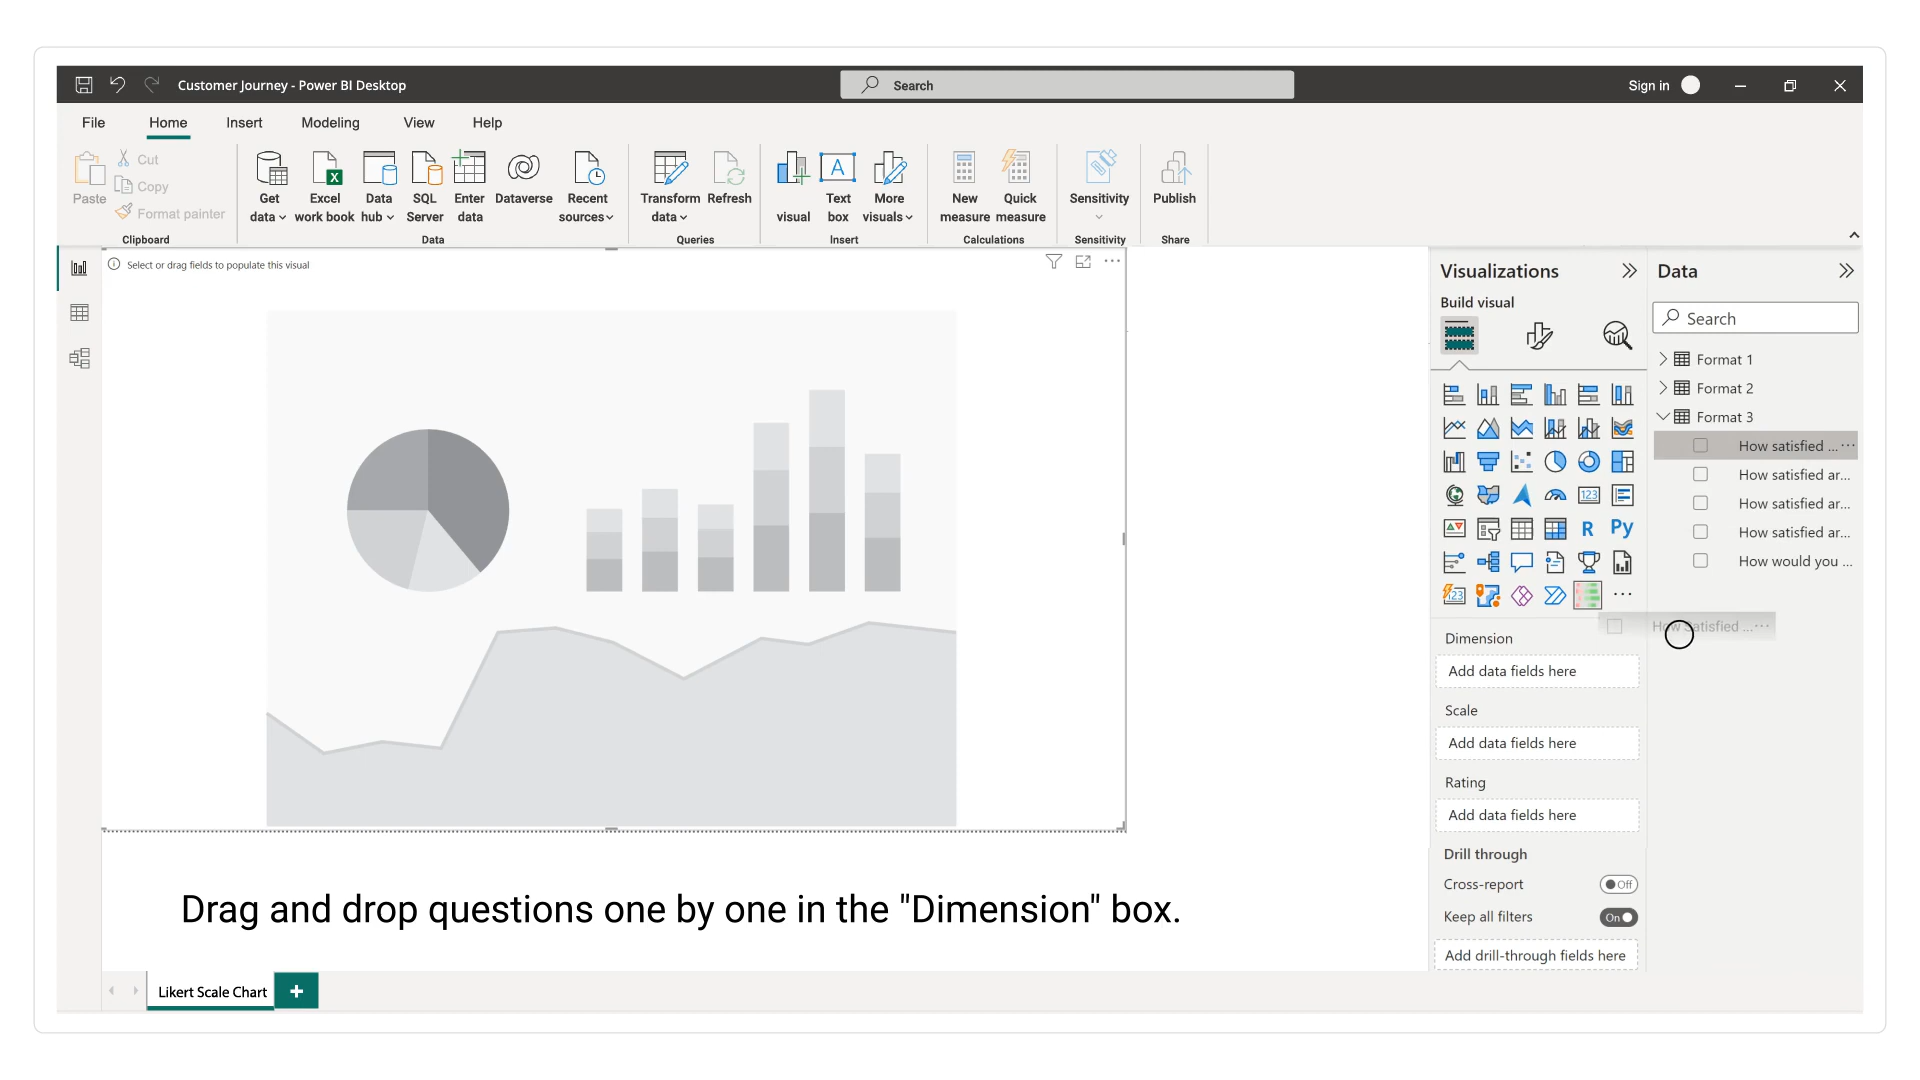 Customer Journey - Power BI Desktop
Search
Sign in
File Home Insert Modeling View Help
Paste
Cut
Copy
Format painter
Clipboard
Get data
Excel work book
Data hub
SQL Server
Enter data
Dataverse
Recent sources
Data
Transform data
Refresh
Queries
visual
Text box
More visuals
Insert
New measure
Quick measure
Calculations
Sensitivity
Sensitivity
Publish
Share
Select or drag fields to populate this visual
Visualizations
Build visual
R
Py
123
123
A
X
Dimension
Add data fields here
Scale
Add data fields here
Rating
Add data fields here
Drill through
Cross-report
Off
Keep all filters
On
Add drill-through fields here
Data
Search
Format 1
Format 2
Format 3
How satisfied ...
How satisfied ar...
How satisfied ar...
How satisfied ar...
How would you ...
How Satisfied ...
Drag and drop questions one by one in the "Dimension" box.
Likert Scale Chart
+